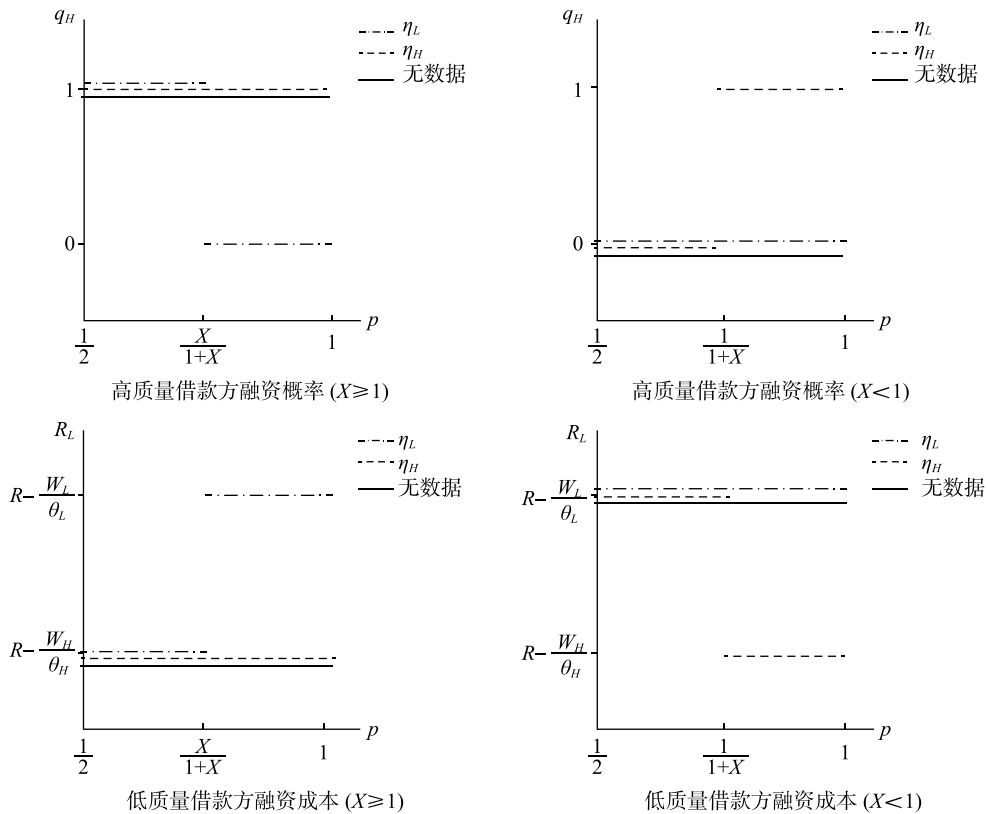 q_H
η_L
η_H
无数据
1
0
1/2
X/(1+X)
1
p
高质量借款方融资概率 (X≥1)
q_H
η_L
η_H
无数据
1
0
1/2
1/(1+X)
1
p
高质量借款方融资概率 (X<1)
R_L
η_L
η_H
无数据
R-W_L/θ_L
R-W_H/θ_H
1/2
X/(1+X)
1
p
低质量借款方融资成本 (X≥1)
R_L
η_L
η_H
无数据
R-W_L/θ_L
R-W_H/θ_H
1/2
1/(1+X)
1
p
低质量借款方融资成本 (X<1)